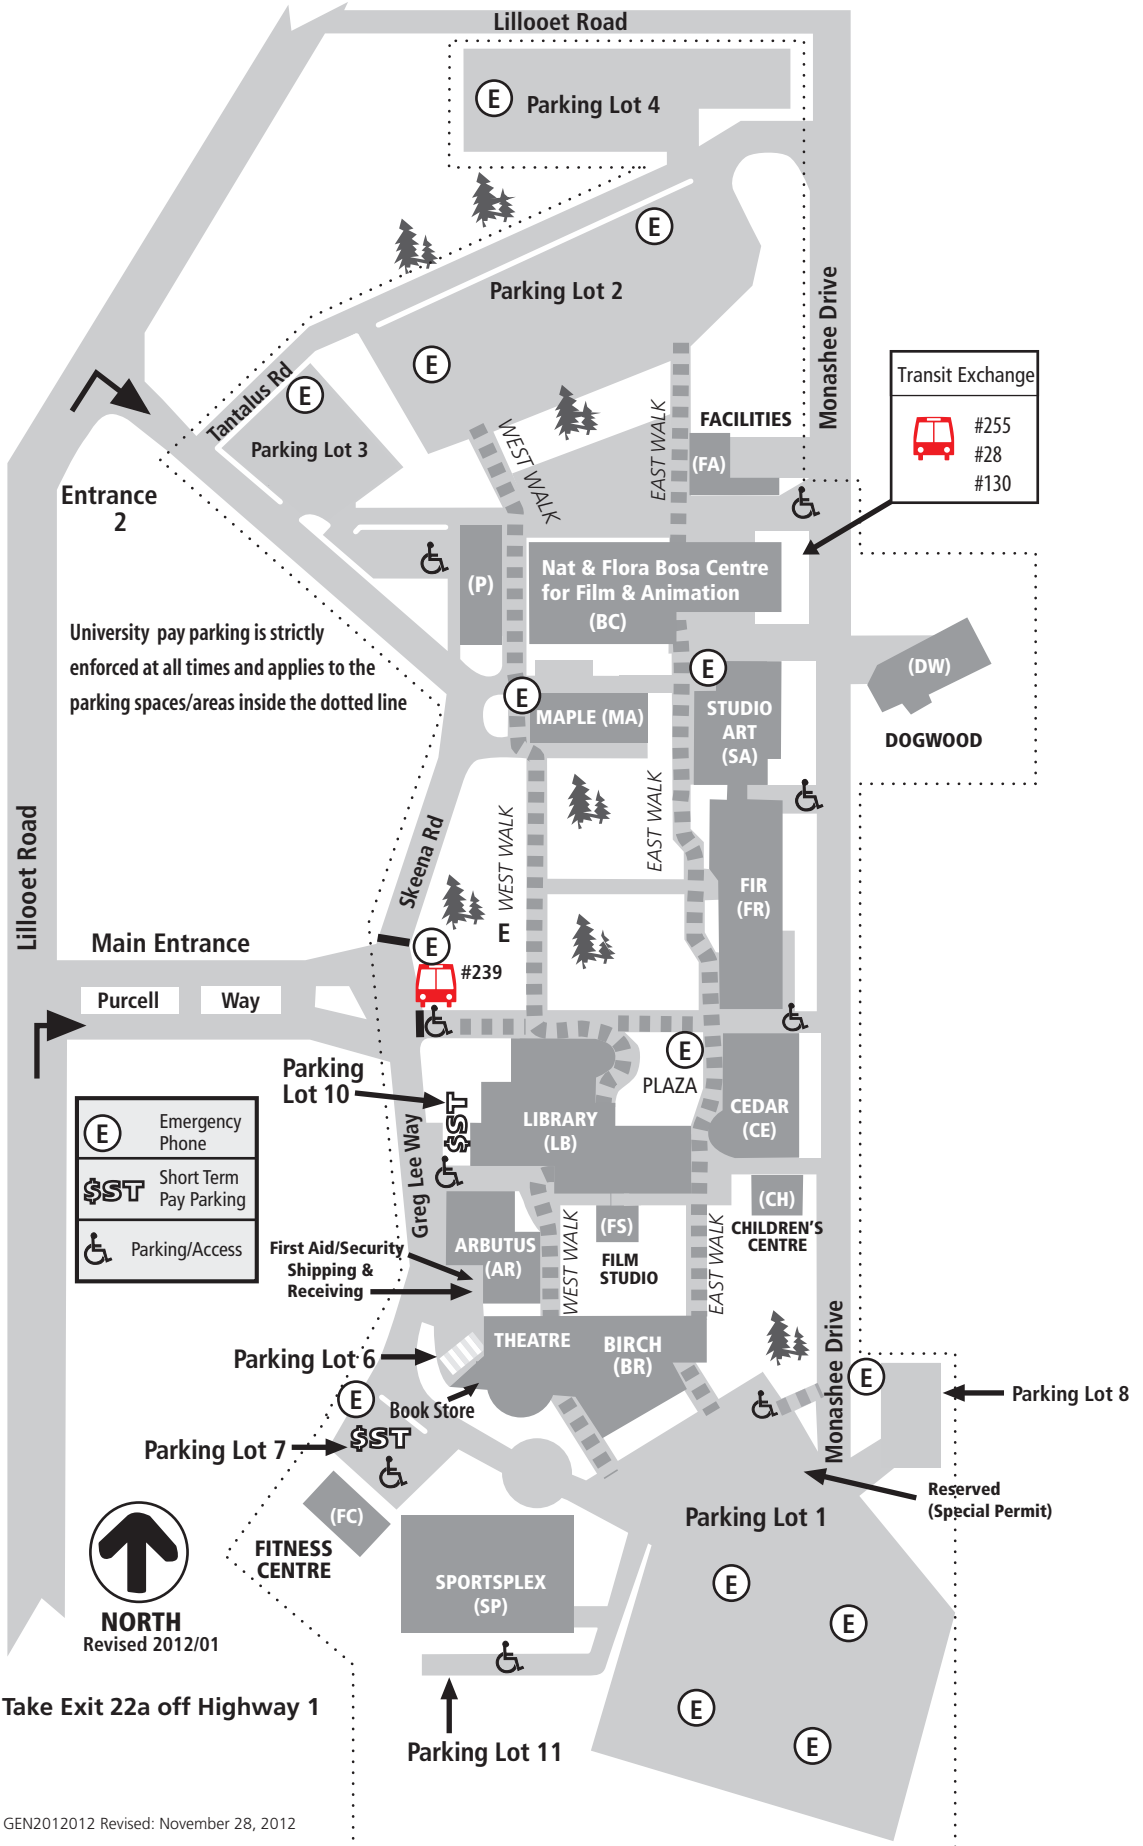 Lillooet Road
E
Parking Lot 4
E
Parking Lot 2
Monashee Drive
E
Tantalus Rd
E
Parking Lot 3
Transit Exchange
#255
#28
#130
WEST WALK
EAST WALK
FACILITIES
(FA)
Entrance
2
(P)
Nat & Flora Bosa Centre
for Film & Animation
(BC)
University pay parking is strictly
enforced at all times and applies to the
parking spaces/areas inside the dotted line
E
E
MAPLE (MA)
STUDIO
ART
(SA)
(DW)
DOGWOOD
Lillooet Road
Skeena Rd
WEST WALK
EAST WALK
FIR
(FR)
E
E
#239
Main Entrance
Purcell
Way
Parking
Lot 10
$ST
E
PLAZA
LIBRARY
(LB)
CEDAR
(CE)
E
Emergency
Phone
$ST
Short Term
Pay Parking
Parking/Access
Greg Lee Way
(CH)
CHILDREN'S
CENTRE
First Aid/Security
Shipping &
Receiving
ARBUTUS
(AR)
WEST WALK
(FS)
FILM
STUDIO
EAST WALK
THEATRE
BIRCH
(BR)
Monashee Drive
Parking Lot 6
E
Parking Lot 8
E
Book Store
$ST
Parking Lot 7
Reserved
(Special Permit)
Parking Lot 1
(FC)
FITNESS
CENTRE
SPORTSPLEX
(SP)
E
E
E
E
NORTH
Revised 2012/01
Take Exit 22a off Highway 1
Parking Lot 11
GEN2012012 Revised: November 28, 2012